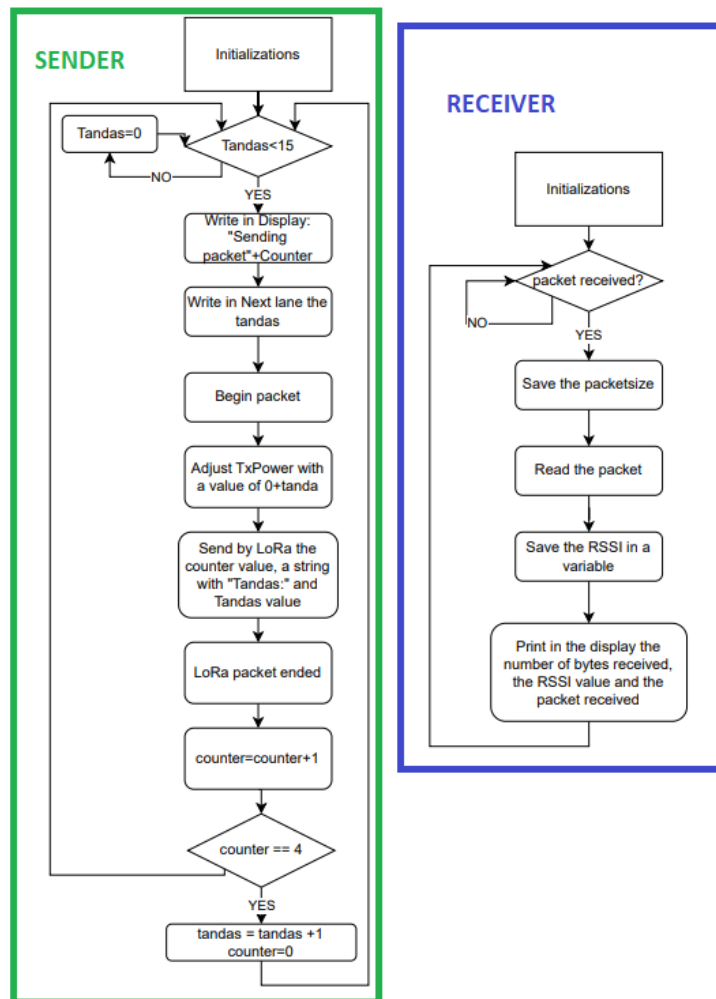 SENDER
Initializations
Tandas=0
Tandas<15
NO
YES
Write in Display:
"Sending
packet"+Counter
Write in Next lane the
tandas
Begin packet
Adjust TxPower with
a value of 0+tanda
Send by LoRa the
counter value, a string
with "Tandas:" and
Tandas value
LoRa packet ended
counter=counter+1
counter == 4
YES
tandas = tandas +1
counter=0
RECEIVER
Initializations
packet received?
NO
YES
Save the packetsize
Read the packet
Save the RSSI in a
variable
Print in the display the
number of bytes received,
the RSSI value and the
packet received